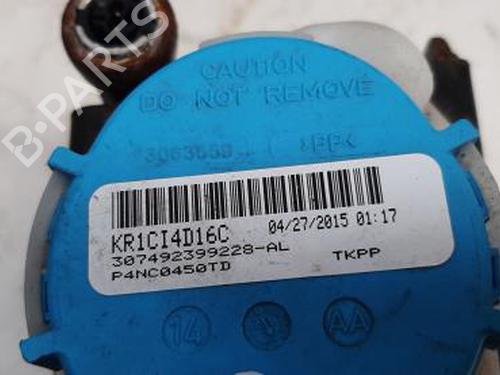 CAUTION
DO NOT REMOVE
>PP<
KR1CI4D16C 04/27/2015 01:17
307492399228-AL TKPP
P4NC0450TD
14 AA
B-PARTS